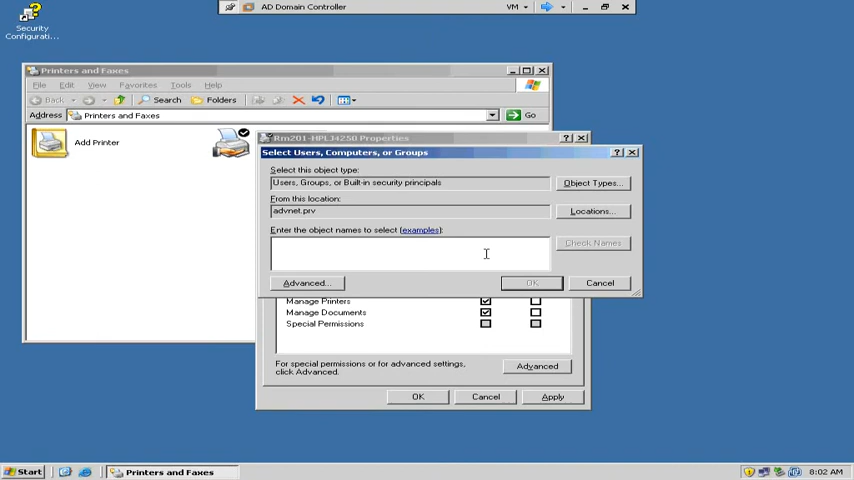 AD Domain Controller
VM
Security
Configurati...
Printers and Faxes
File Edit View Favorites Tools Help
Back Search Folders
Address Printers and Faxes Go
Add Printer
Rm201-HPLJ4250 Properties
Select Users, Computers, or Groups
Select this object type:
Users, Groups, or Built-in security principals
Object Types...
From this location:
advnet.prv
Locations...
Enter the object names to select (examples):
Check Names
Advanced...
OK
Cancel
Manage Printers
Manage Documents
Special Permissions
For special permissions or for advanced settings,
click Advanced.
Advanced
OK
Cancel
Apply
Start
Printers and Faxes
8:02 AM